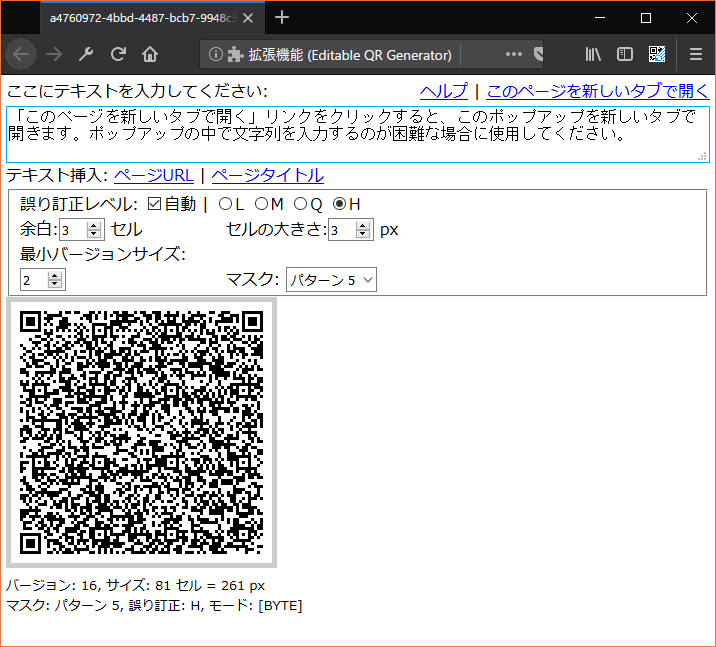 a4760972-4bbd-4487-bcb7-9948c
拡張機能 (Editable QR Generator)
ここにテキストを入力してください: ヘルプ | このページを新しいタブで開く
「このページを新しいタブで開く」リンクをクリックすると、このポップアップを新しいタブで
開きます。ポップアップの中で文字列を入力するのが困難な場合に使用してください。
テキスト挿入: ページURL | ページタイトル
誤り訂正レベル: 自動 | L M Q H
余白: 3 セル セルの大きさ: 3 px
最小バージョンサイズ:
2 マスク: パターン 5
バージョン: 16, サイズ: 81 セル = 261 px
マスク: パターン 5, 誤り訂正: H, モード: [BYTE]